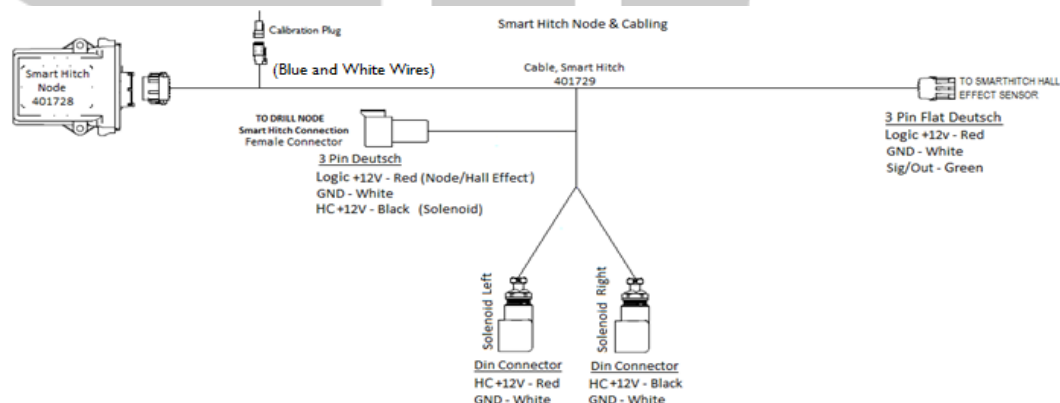 Smart Hitch Node & Cabling
Calibration Plug
(Blue and White Wires)
Smart Hitch
Node
401728
Cable, Smart Hitch
401729
TO SMARTHITCH HALL
EFFECT SENSOR
3 Pin Flat Deutsch
Logic +12v - Red
GND - White
Sig/Out - Green
TO DRILL NODE
Smart Hitch Connection
Female Connector
3 Pin Deutsch
Logic +12V - Red (Node/Hall Effect)
GND - White
HC +12V - Black (Solenoid)
Solenoid Left
Din Connector
HC +12V - Red
GND - White
Solenoid Right
Din Connector
HC +12V - Black
GND - White